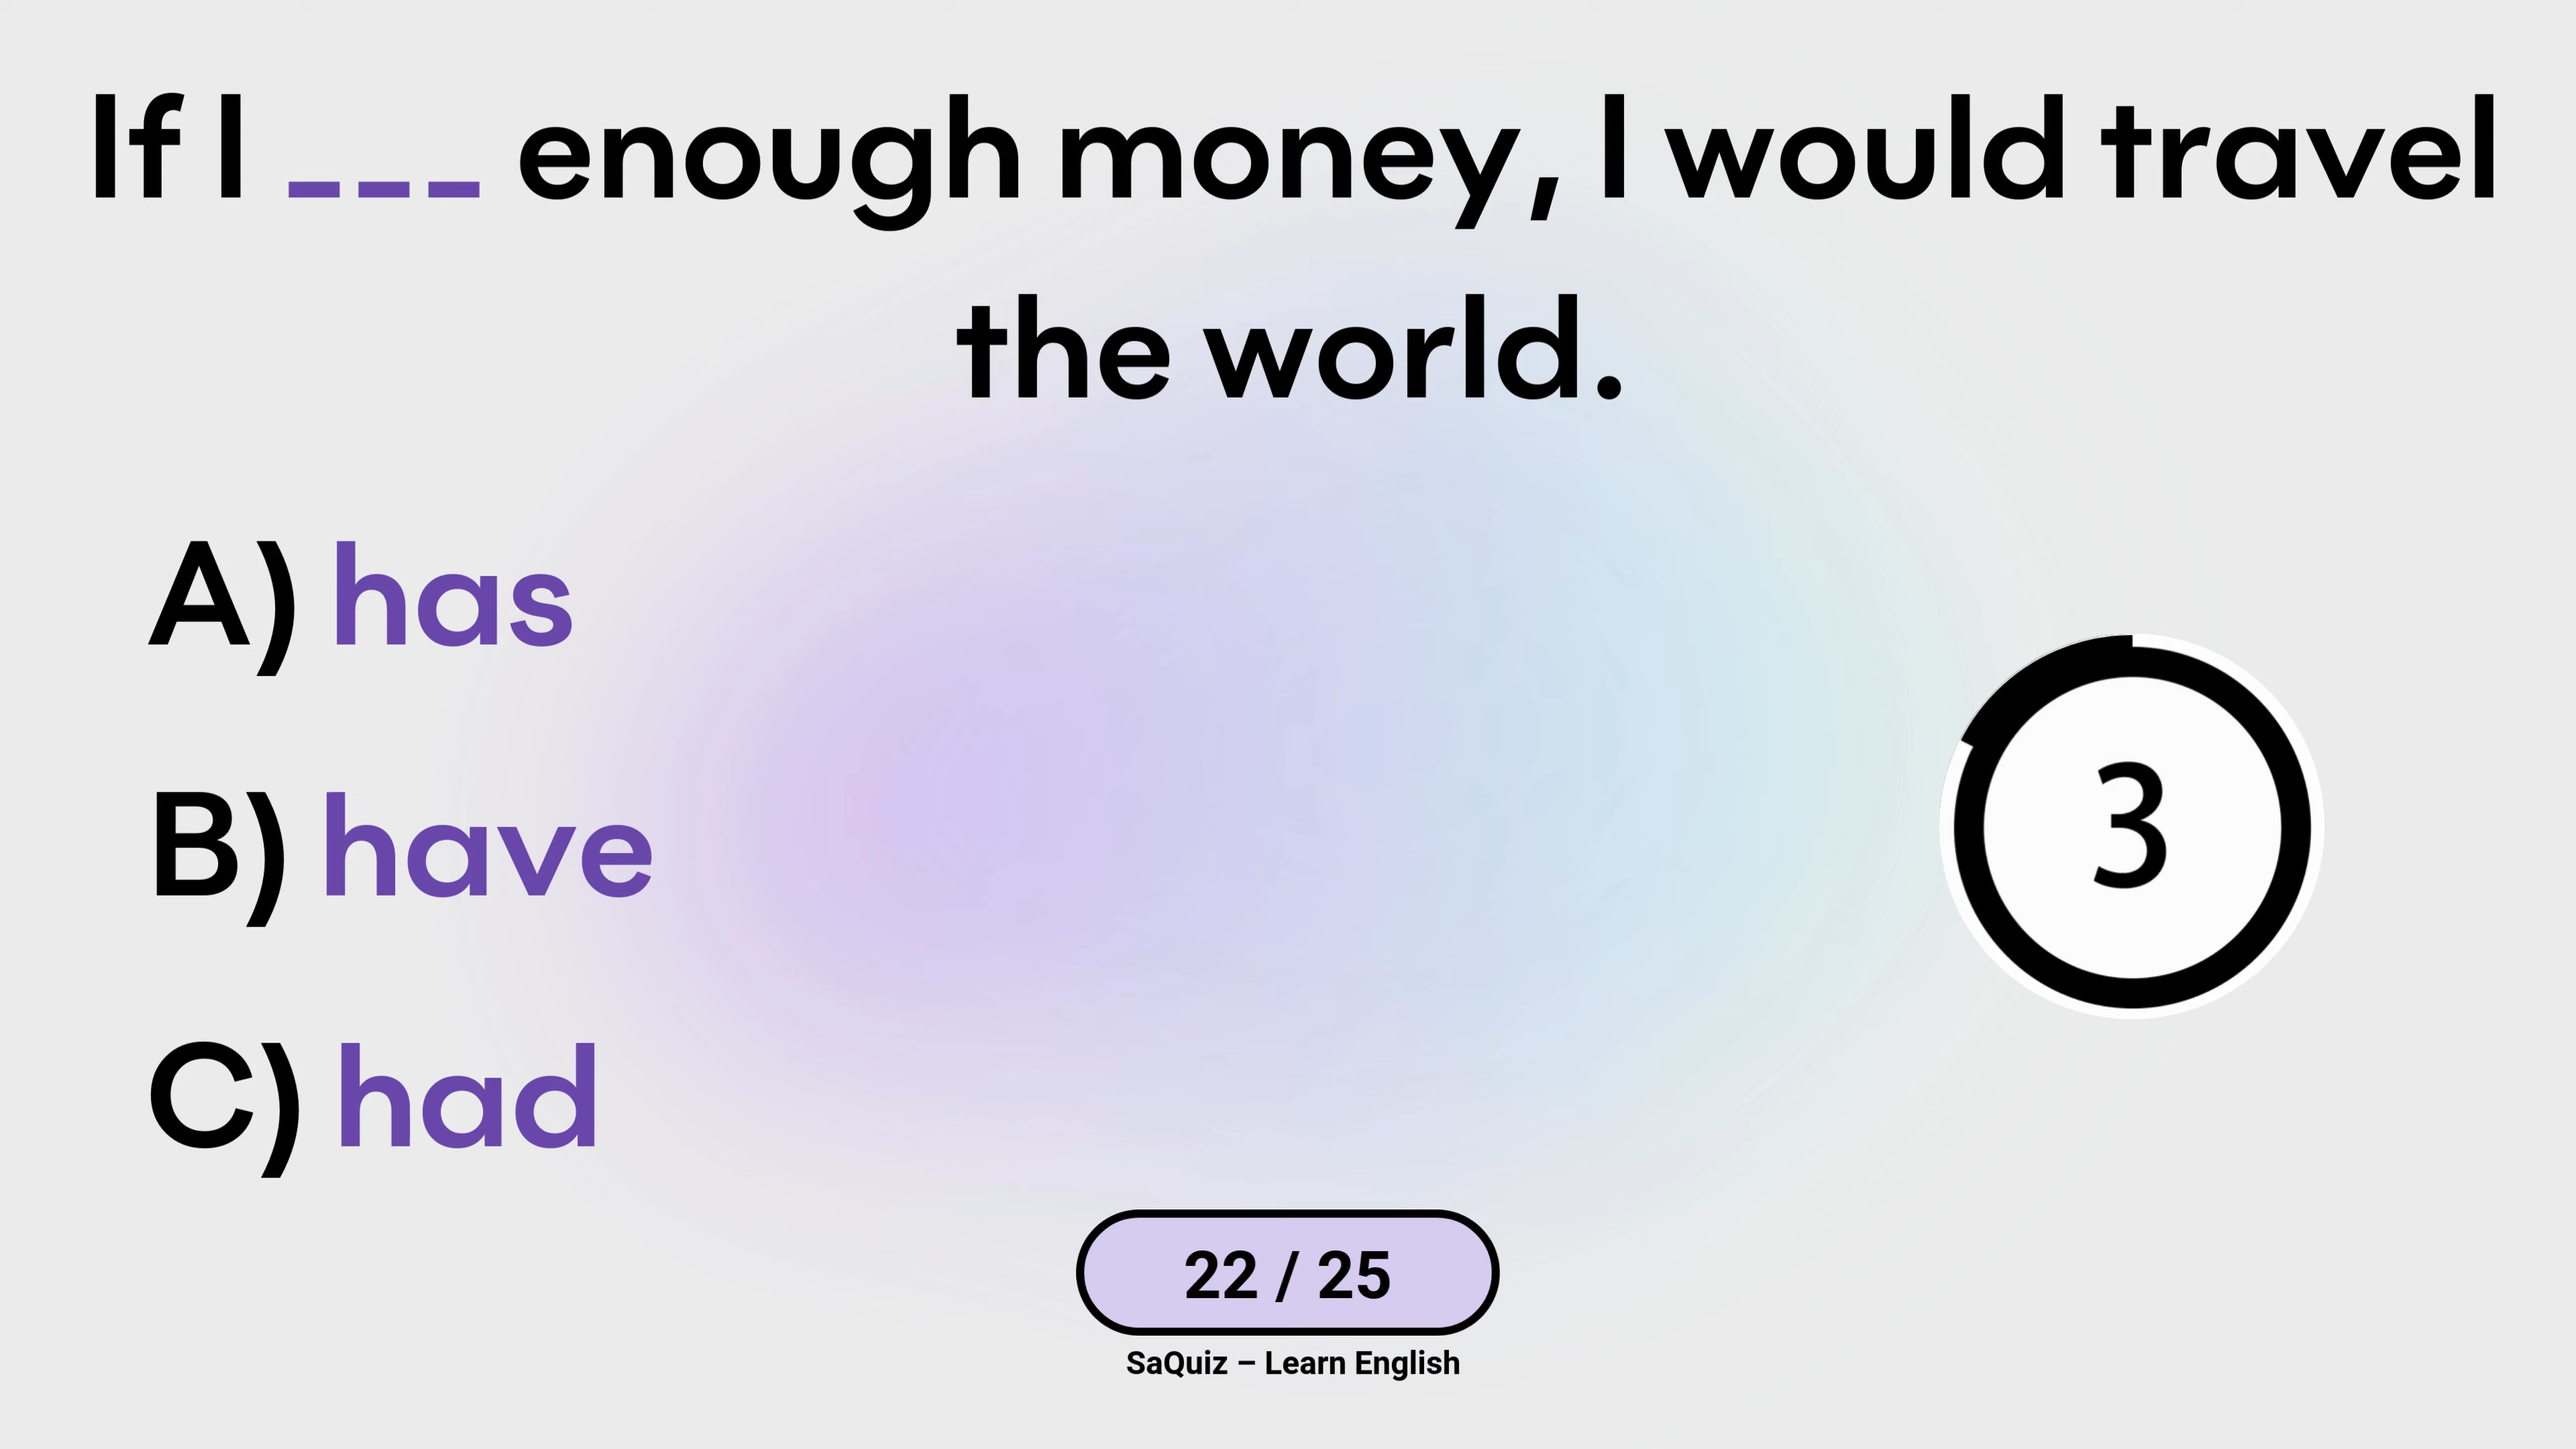 If I ___ enough money, I would travel
the world.
A) has
B) have
C) had
3
22 / 25
SaQuiz – Learn English